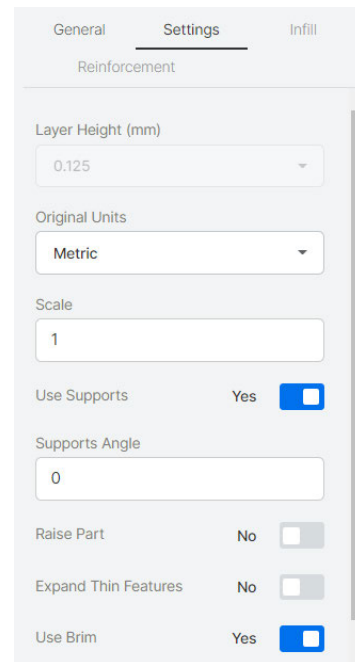 General Settings Infill
Reinforcement
Layer Height (mm)
0.125
Original Units
Metric
Scale
1
Use Supports Yes
Supports Angle
0
Raise Part No
Expand Thin Features No
Use Brim Yes